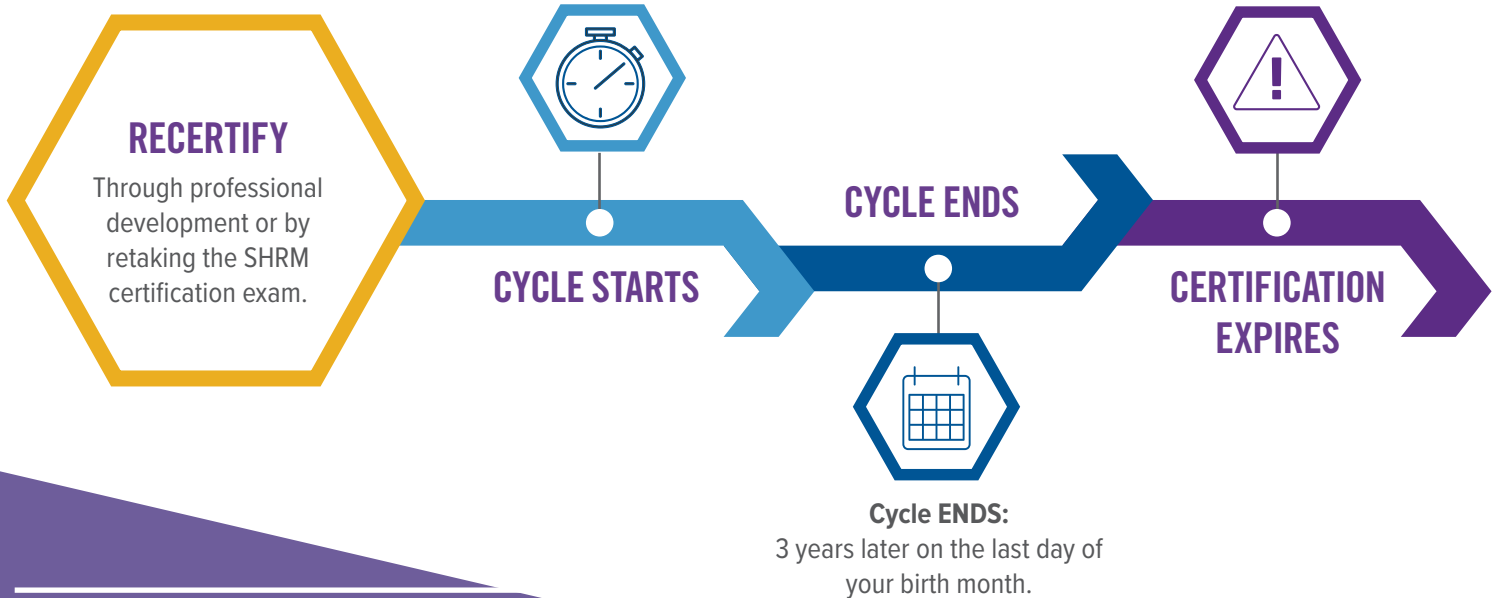 RECERTIFY
Through professional
development or by
retaking the SHRM
certification exam.
CYCLE STARTS
CYCLE ENDS
Cycle ENDS:
3 years later on the last day of
your birth month.
CERTIFICATION
EXPIRES